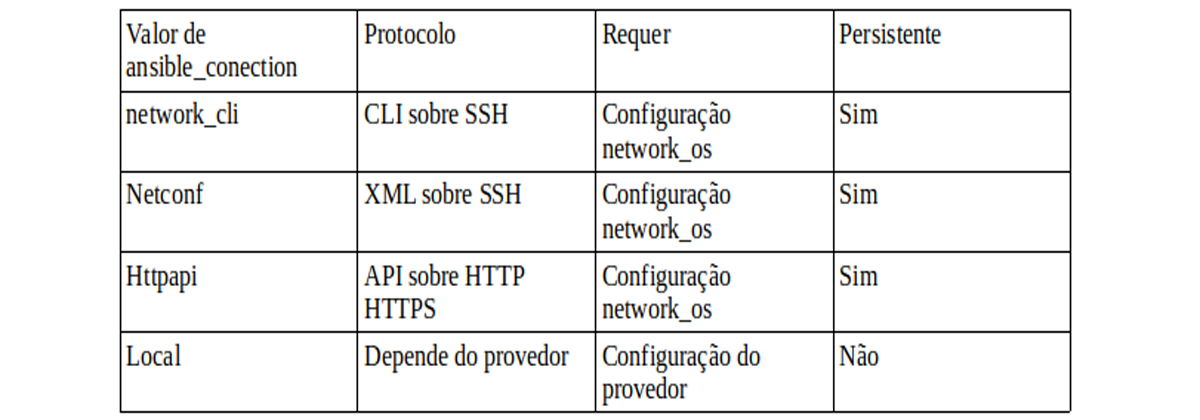 Valor de
ansible_conection
Protocolo
Requer
Persistente
network_cli
CLI sobre SSH
Configuração
network_os
Sim
Netconf
XML sobre SSH
Configuração
network_os
Sim
Httpapi
API sobre HTTP
HTTPS
Configuração
network_os
Sim
Local
Depende do provedor
Configuração do
provedor
Não